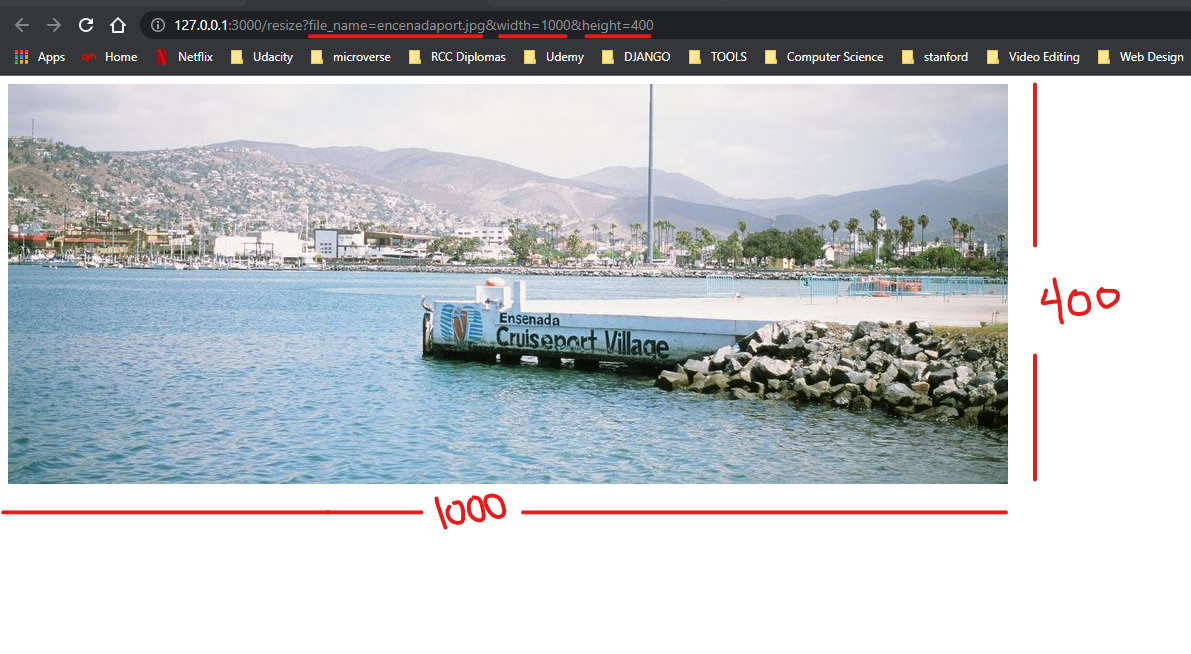 127.0.0.1:3000/resize?file_name=encenadaport.jpg&width=1000&height=400
Apps Home Netflix Udacity microverse RCC Diplomas Udemy DJANGO TOOLS Computer Science stanford Video Editing Web Design
400
Ensenada
Cruiseport Village
1000